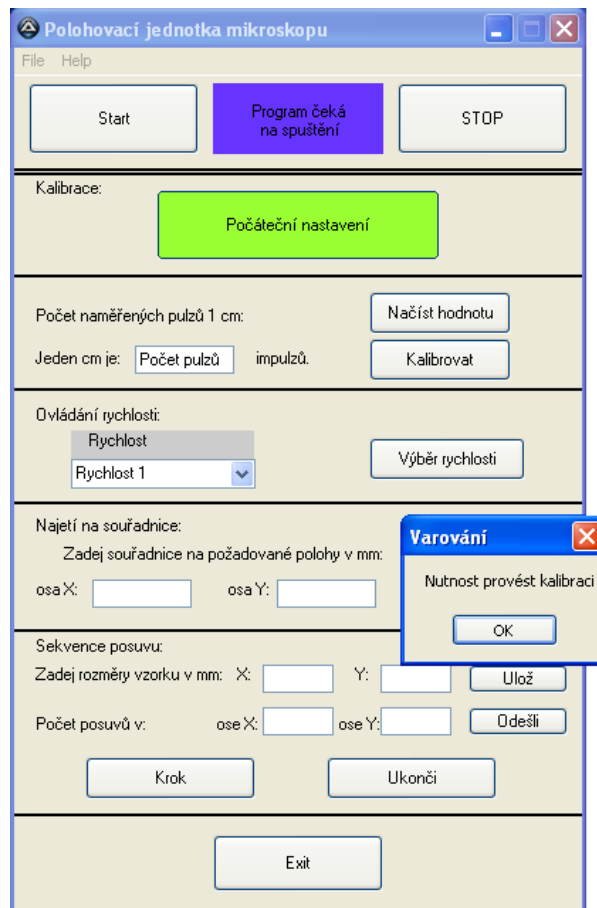 Polohovací jednotka mikroskopu
File Help
Start
Program čeká
na spuštění
STOP
Kalibrace:
Počáteční nastavení
Počet naměřených pulzů 1 cm:
Načíst hodnotu
Jeden cm je: Počet pulzů impulzů.
Kalibrovat
Ovládání rychlosti:
Rychlost
Rychlost 1
Výběr rychlosti
Najetí na souřadnice:
Zadej souřadnice na požadované polohy v mm:
osa X: osa Y:
Varování
Nutnost provést kalibraci
OK
Sekvence posuvu:
Zadej rozměry vzorku v mm: X: Y:
Ulož
Počet posuvů v: ose X: ose Y:
Odešli
Krok
Ukonči
Exit